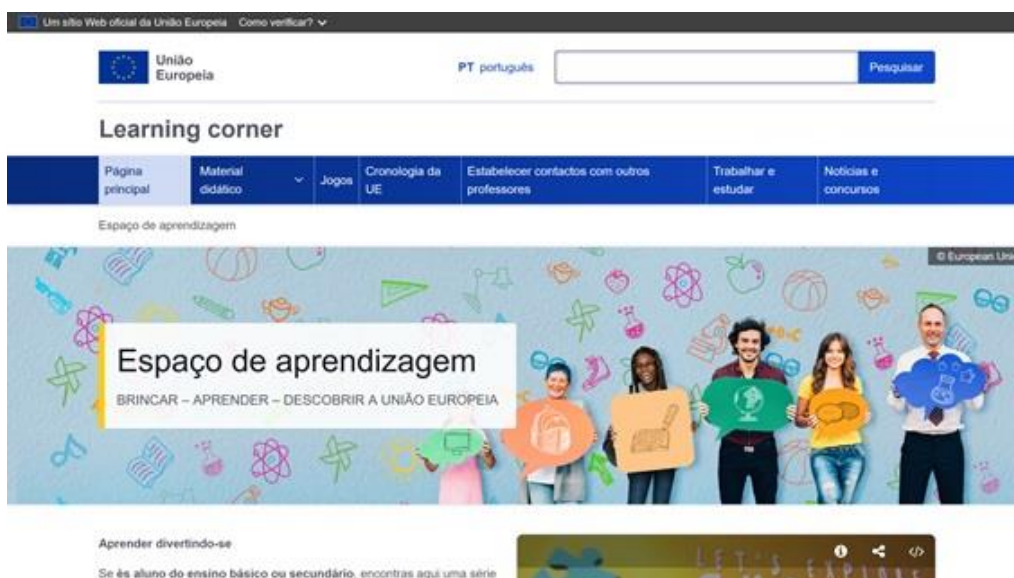 Um sítio Web oficial da União Europeia Como verificar?
União
Europeia
PT português
Pesquisar
Learning corner
Página
principal
Material
didático
Jogos
Cronologia da
UE
Estabelecer contactos com outros
professores
Trabalhar e
estudar
Notícias e
concursos
Espaço de aprendizagem
© European Uni
Espaço de aprendizagem
BRINCAR – APRENDER – DESCOBRIR A UNIÃO EUROPEIA
Aprender divertindo-se
Se és aluno do ensino básico ou secundário, encontras aqui uma série
LET'S EXPLORE